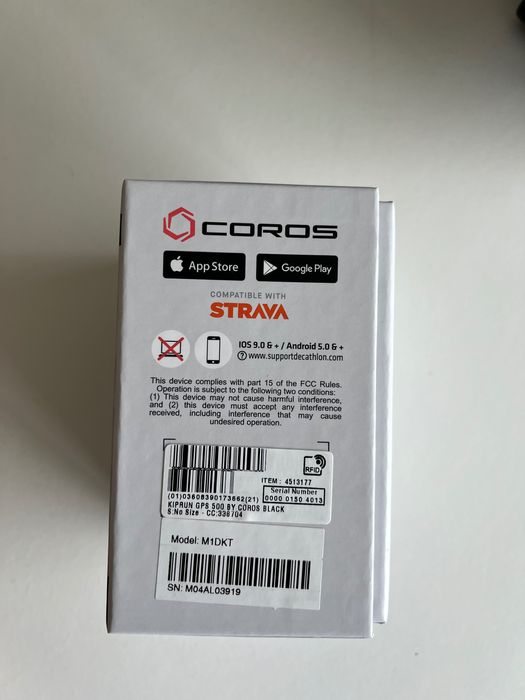 COROS
App Store
Google Play
COMPATIBLE WITH
STRAVA
IOS 9.0 & + / Android 5.0 & +
? www.supportdecathlon.com
This device complies with part 15 of the FCC Rules.
Operation is subject to the following two conditions:
(1) This device may not cause harmful interference,
and (2) this device must accept any interference
received, including interference that may cause
undesired operation.
RFID
ITEM : 4513177
Serial Number
0000 0150 4013
(01)03608390173662(21)
KIPRUN GPS 500 BY COROS BLACK
S.No Size - CC:338704
Model: M1DKT
SN: M04AL03919